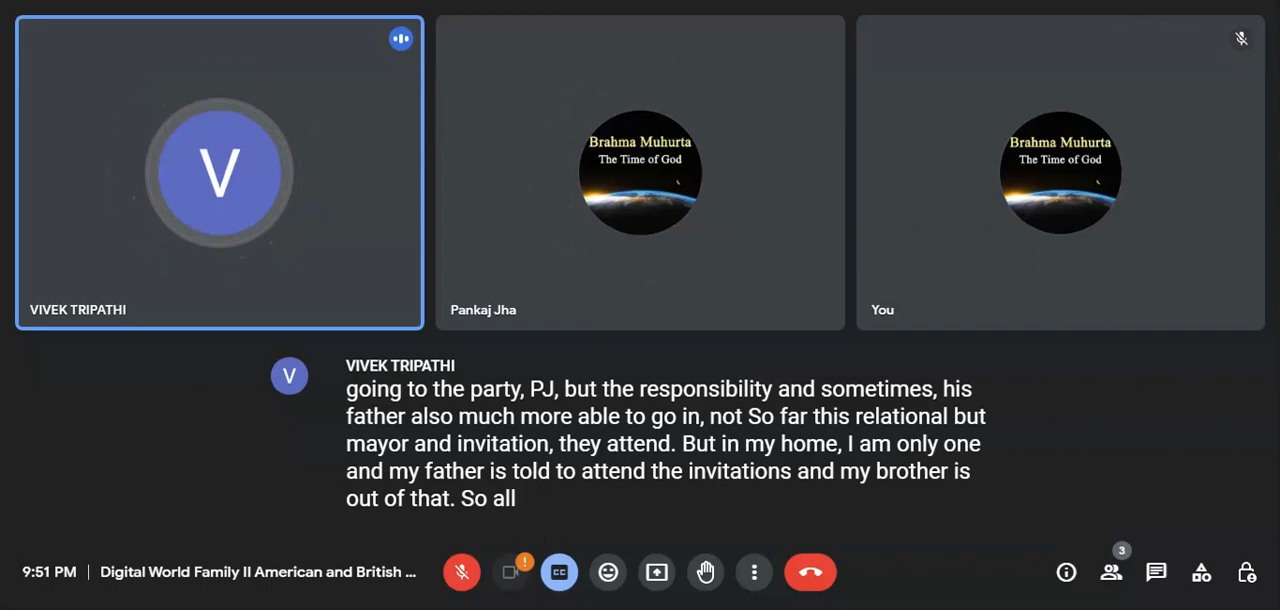 V
Brahma Muhurta
The Time of God
Brahma Muhurta
The Time of God
VIVEK TRIPATHI
Pankaj Jha
You
V
VIVEK TRIPATHI
going to the party, PJ, but the responsibility and sometimes, his
father also much more able to go in, not So far this relational but
mayor and invitation, they attend. But in my home, I am only one
and my father is told to attend the invitations and my brother is
out of that. So all
3
9:51 PM | Digital World Family II American and British ...